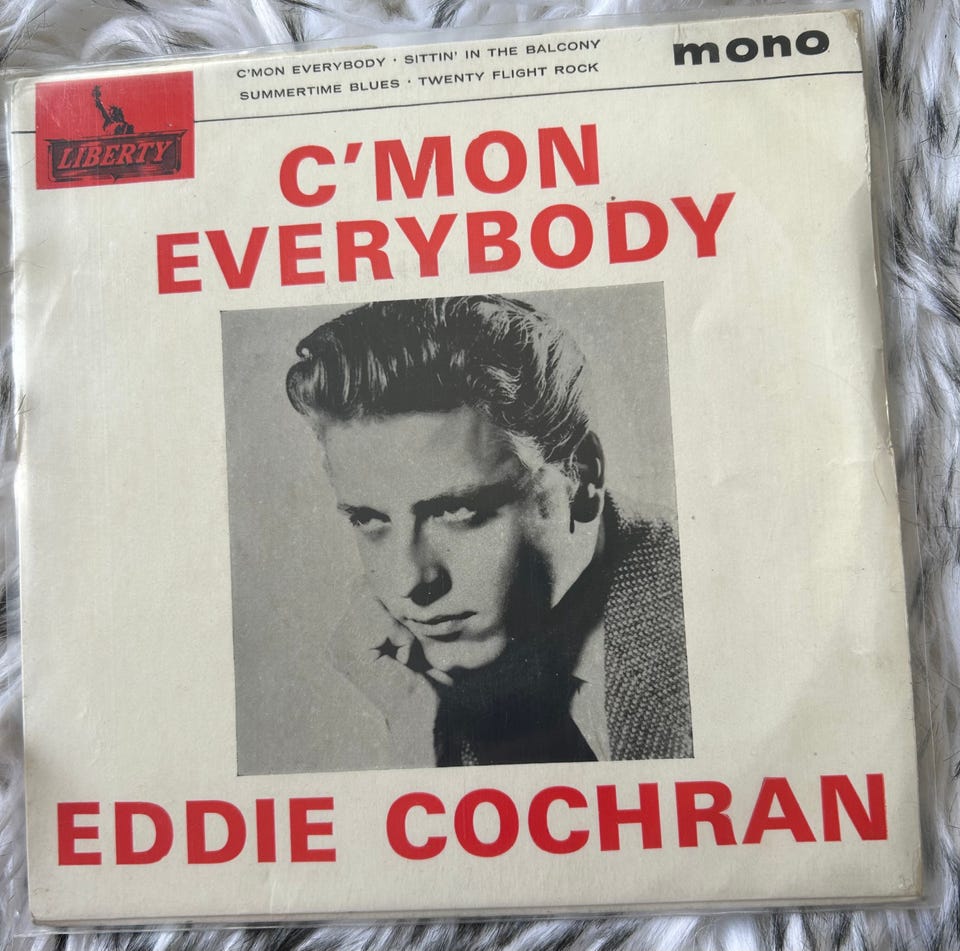 C'MON EVERYBODY · SITTIN' IN THE BALCONY
SUMMERTIME BLUES · TWENTY FLIGHT ROCK
mono
LIBERTY
C'MON
EVERYBODY
EDDIE COCHRAN